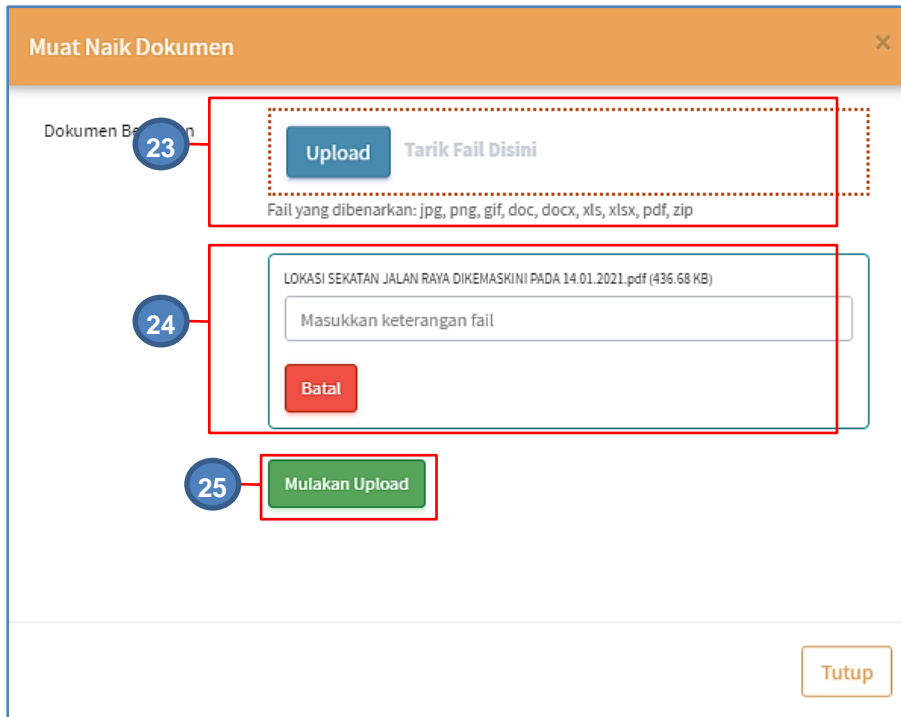 Muat Naik Dokumen ×
Dokumen
23
Upload Tarik Fail Disini
Fail yang dibenarkan: jpg, png, gif, doc, docx, xls, xlsx, pdf, zip
LOKASI SEKATAN JALAN RAYA DIKEMASKINI PADA 14.01.2021.pdf (436.68 KB)
24
Masukkan keterangan fail
Batal
25
Mulakan Upload
Tutup